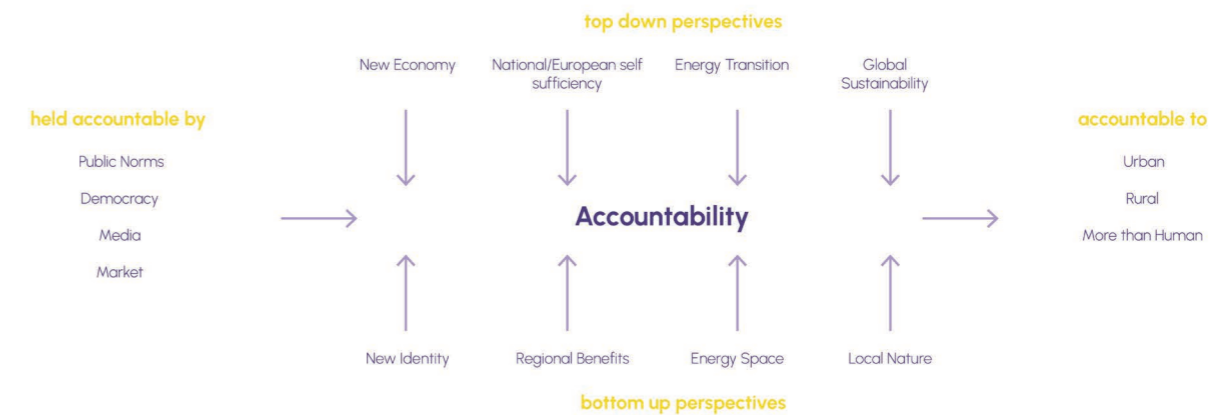 top down perspectives
New Economy
National/European self
sufficiency
Energy Transition
Global
Sustainability
held accountable by
Public Norms
Democracy
Media
Market
Accountability
accountable to
Urban
Rural
More than Human
New Identity
Regional Benefits
Energy Space
Local Nature
bottom up perspectives